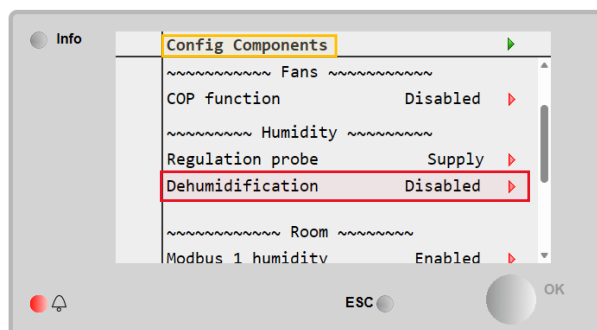 Info
Config Components
~~~~~~~~~~~ Fans ~~~~~~~~~~~
COP function Disabled
~~~~~~~~~ Humidity ~~~~~~~~~
Regulation probe Supply
Dehumidification Disabled
~~~~~~~~~~~~ Room ~~~~~~~~
Modbus 1 humidity Enabled
ESC
OK